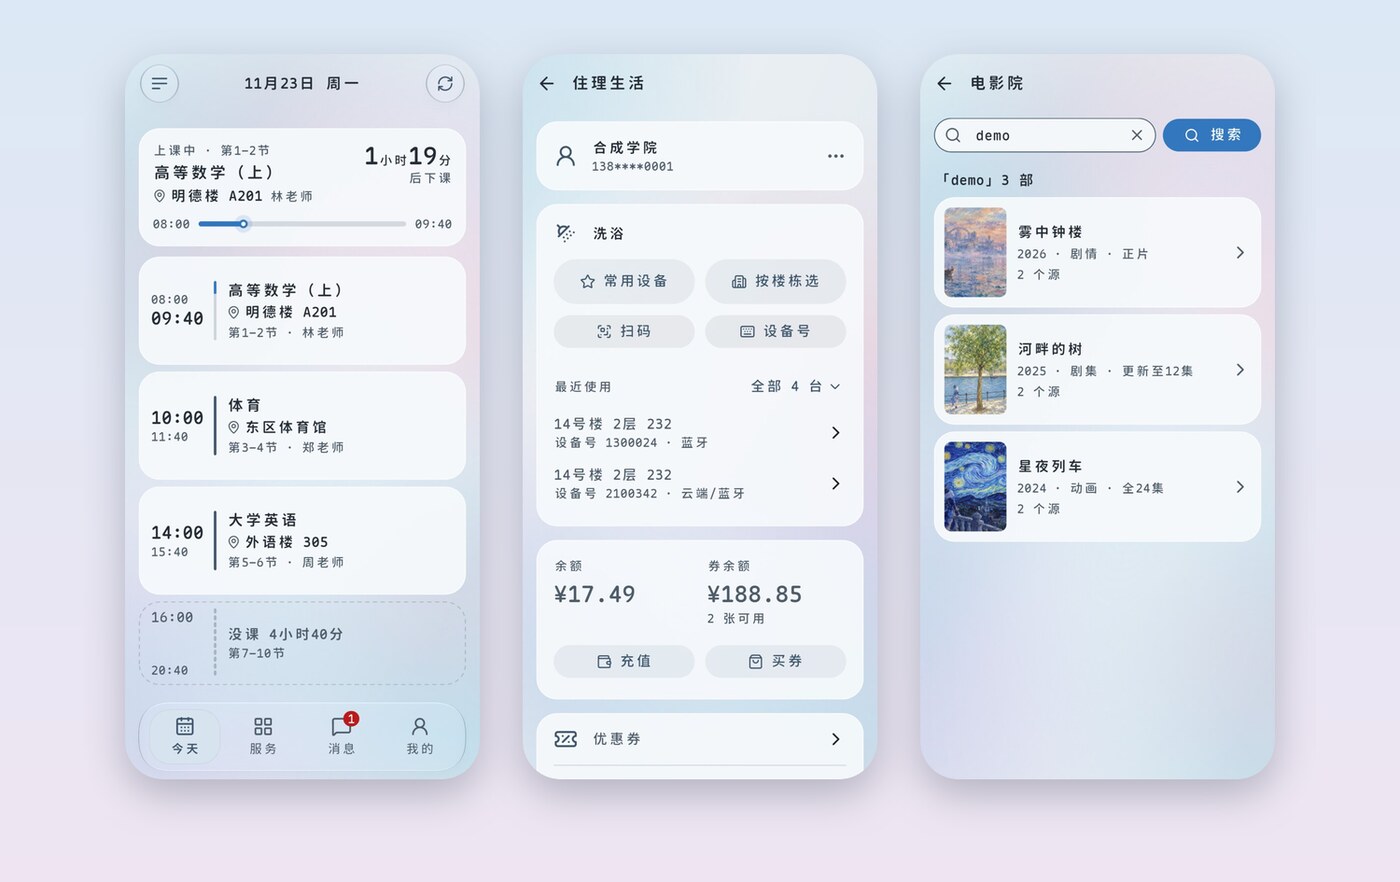 11月23日 周一
上课中 · 第1-2节
高等数学（上）
明德楼 A201 林老师
1小时19分
后下课
08:00
09:40
08:00
09:40
高等数学（上）
明德楼 A201
第1-2节 · 林老师
10:00
11:40
体育
东区体育馆
第3-4节 · 郑老师
14:00
15:40
大学英语
外语楼 305
第5-6节 · 周老师
16:00
20:40
没课 4小时40分
第7-10节
今天
服务
1
消息
我的
住理生活
合成学院
138****0001
洗浴
常用设备
按楼栋选
扫码
设备号
最近使用
全部 4 台
14号楼 2层 232
设备号 1300024 · 蓝牙
14号楼 2层 232
设备号 2100342 · 云端/蓝牙
余额
¥17.49
券余额
¥188.85
2 张可用
充值
买券
优惠券
电影院
demo
搜索
「demo」3 部
雾中钟楼
2026 · 剧情 · 正片
2 个源
河畔的树
2025 · 剧集 · 更新至12集
2 个源
星夜列车
2024 · 动画 · 全24集
2 个源